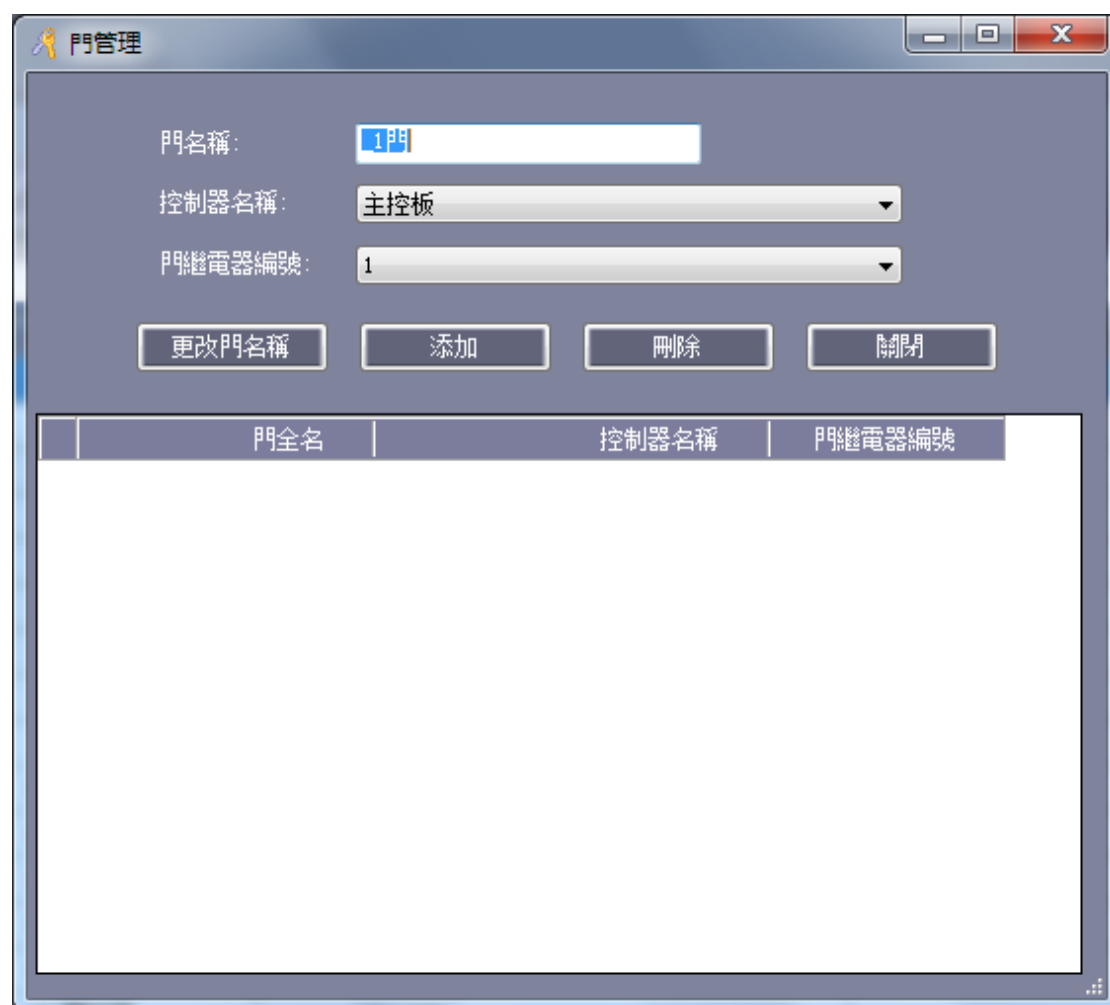 門管理
門名稱:
_1門
控制器名稱:
主控板
門繼電器編號:
1
更改門名稱 添加 刪除 關閉
門全名 控制器名稱 門繼電器編號